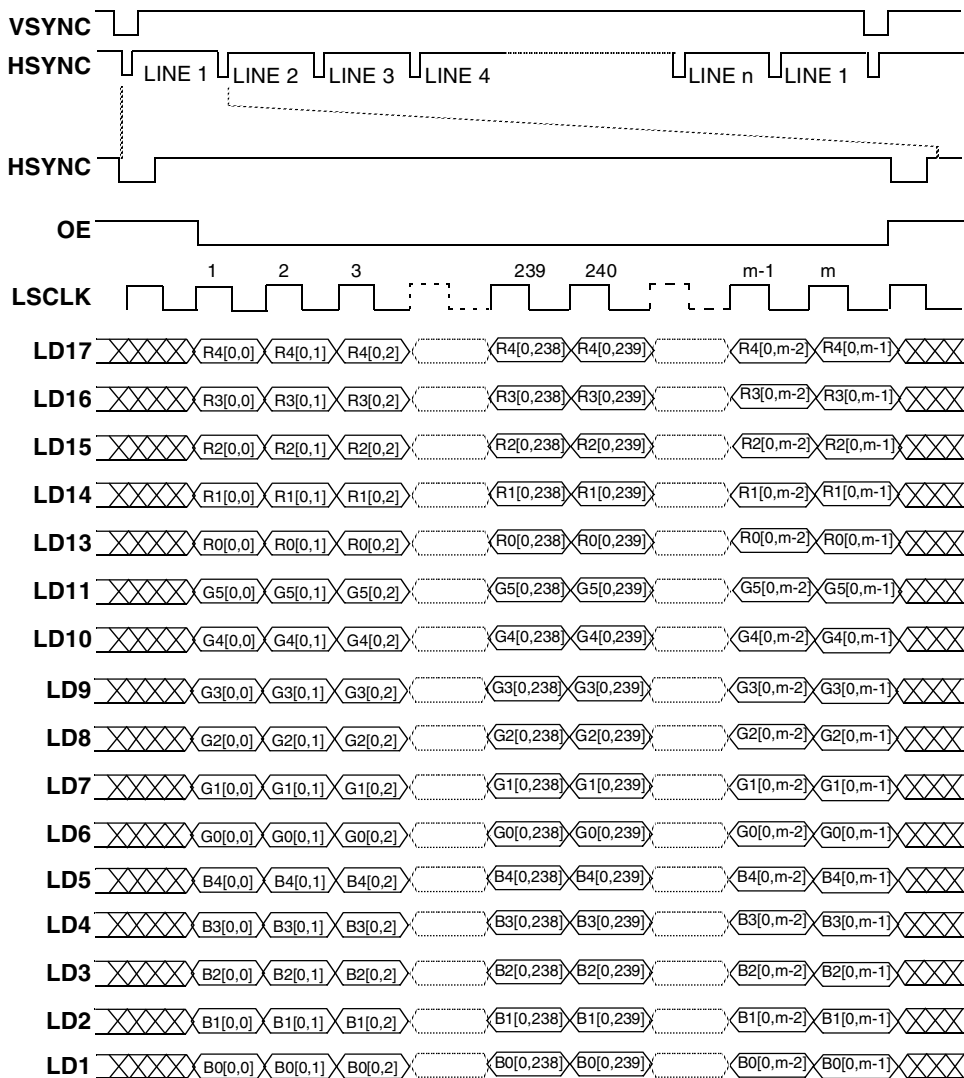 VSYNC
HSYNC LINE 1 LINE 2 LINE 3 LINE 4 LINE n LINE 1
HSYNC
OE
1 2 3 239 240 m-1 m
LSCLK
LD17 R4[0,0] R4[0,1] R4[0,2] R4[0,238] R4[0,239] R4[0,m-2] R4[0,m-1]
LD16 R3[0,0] R3[0,1] R3[0,2] R3[0,238] R3[0,239] R3[0,m-2] R3[0,m-1]
LD15 R2[0,0] R2[0,1] R2[0,2] R2[0,238] R2[0,239] R2[0,m-2] R2[0,m-1]
LD14 R1[0,0] R1[0,1] R1[0,2] R1[0,238] R1[0,239] R1[0,m-2] R1[0,m-1]
LD13 R0[0,0] R0[0,1] R0[0,2] R0[0,238] R0[0,239] R0[0,m-2] R0[0,m-1]
LD11 G5[0,0] G5[0,1] G5[0,2] G5[0,238] G5[0,239] G5[0,m-2] G5[0,m-1]
LD10 G4[0,0] G4[0,1] G4[0,2] G4[0,238] G4[0,239] G4[0,m-2] G4[0,m-1]
LD9 G3[0,0] G3[0,1] G3[0,2] G3[0,238] G3[0,239] G3[0,m-2] G3[0,m-1]
LD8 G2[0,0] G2[0,1] G2[0,2] G2[0,238] G2[0,239] G2[0,m-2] G2[0,m-1]
LD7 G1[0,0] G1[0,1] G1[0,2] G1[0,238] G1[0,239] G1[0,m-2] G1[0,m-1]
LD6 G0[0,0] G0[0,1] G0[0,2] G0[0,238] G0[0,239] G0[0,m-2] G0[0,m-1]
LD5 B4[0,0] B4[0,1] B4[0,2] B4[0,238] B4[0,239] B4[0,m-2] B4[0,m-1]
LD4 B3[0,0] B3[0,1] B3[0,2] B3[0,238] B3[0,239] B3[0,m-2] B3[0,m-1]
LD3 B2[0,0] B2[0,1] B2[0,2] B2[0,238] B2[0,239] B2[0,m-2] B2[0,m-1]
LD2 B1[0,0] B1[0,1] B1[0,2] B1[0,238] B1[0,239] B1[0,m-2] B1[0,m-1]
LD1 B0[0,0] B0[0,1] B0[0,2] B0[0,238] B0[0,239] B0[0,m-2] B0[0,m-1]